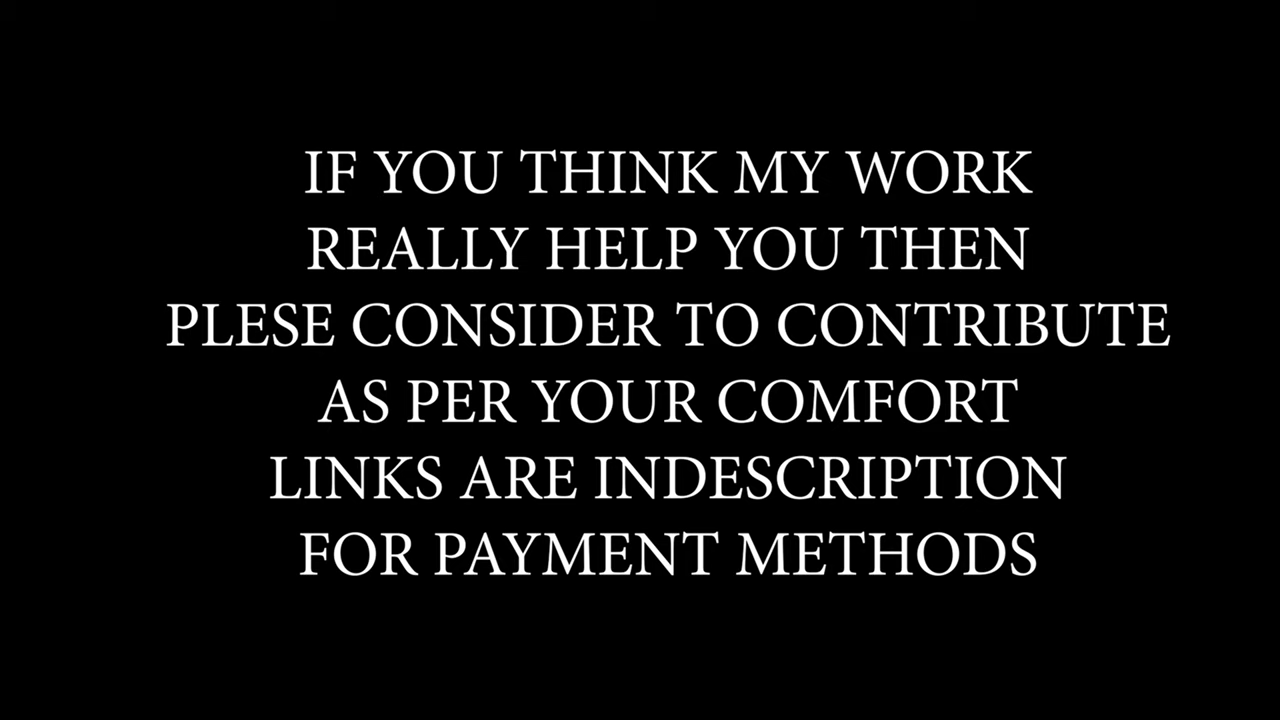 IF YOU THINK MY WORK
REALLY HELP YOU THEN
PLESE CONSIDER TO CONTRIBUTE
AS PER YOUR COMFORT
LINKS ARE INDESCRIPTION
FOR PAYMENT METHODS